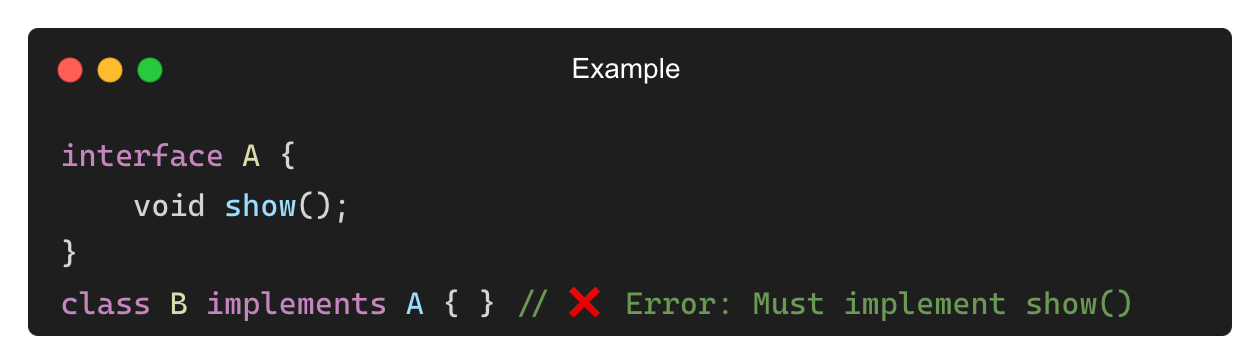 Example
interface A {
    void show();
}
class B implements A { } // ❌ Error: Must implement show()